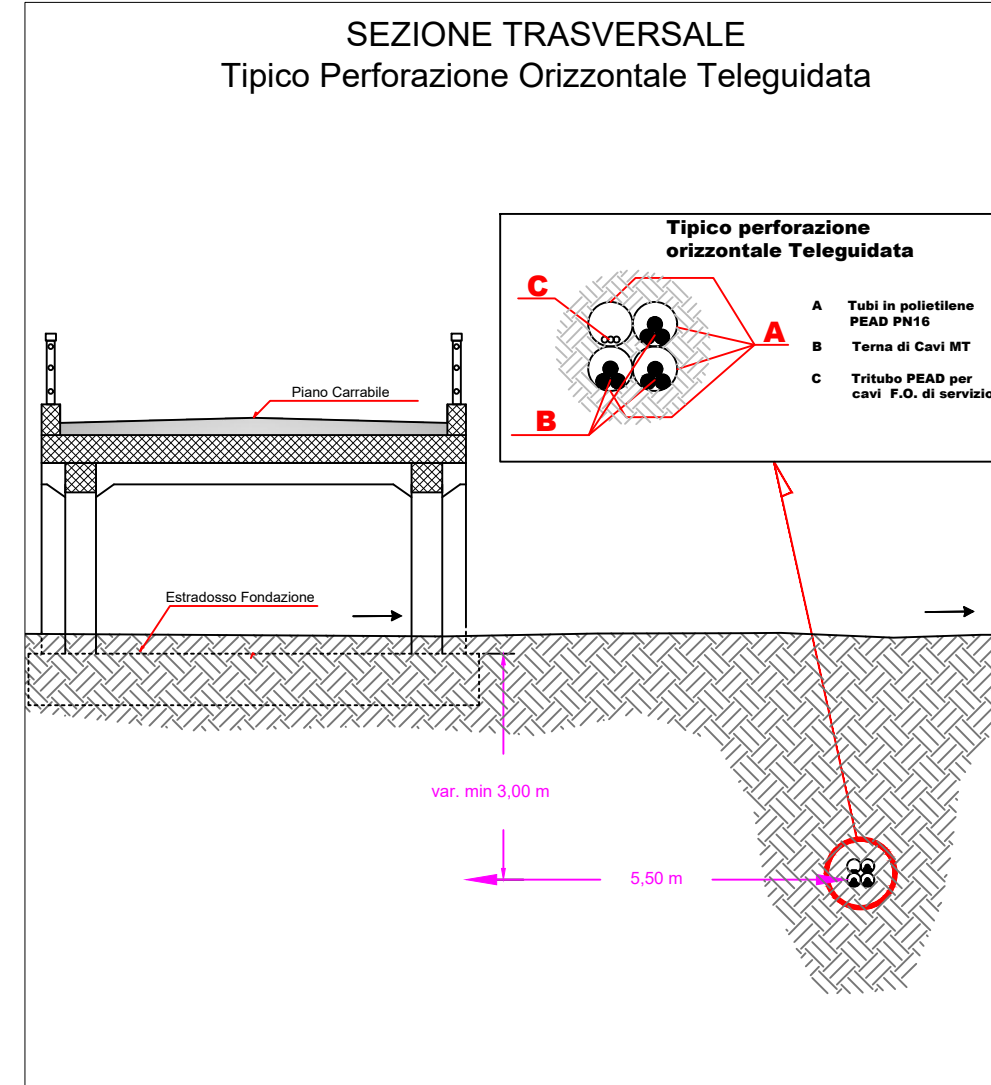 SEZIONE TRASVERSALE
Tipico Perforazione Orizzontale Teleguidata
Tipico perforazione
orizzontale Teleguidata
C
A
B
A Tubi in polietilene
PEAD PN16
B Terna di Cavi MT
C Tritubo PEAD per
cavi F.O. di servizio
Piano Carrabile
Estradosso Fondazione
var. min 3,00 m
5,50 m